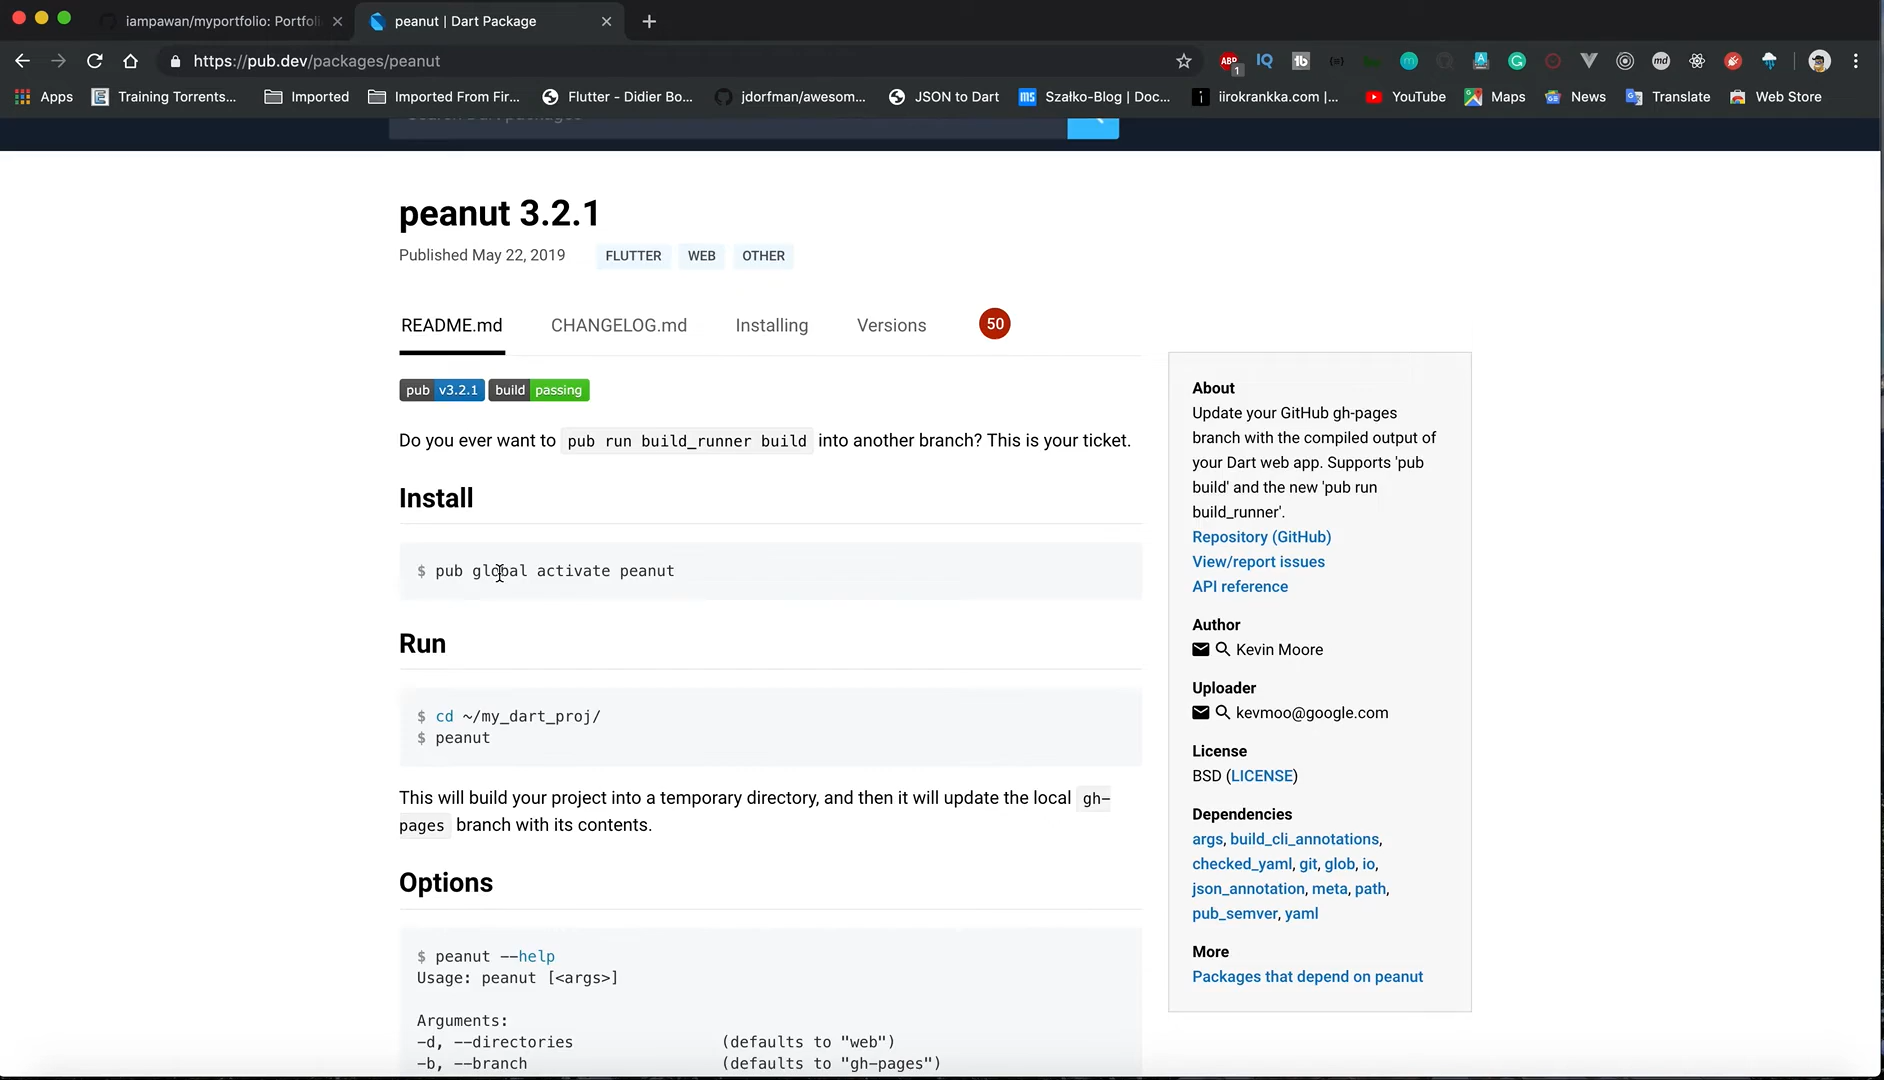 iampawan/myportfolio: Portfoli
peanut | Dart Package
https://pub.dev/packages/peanut
ABP
1
IQ
tb
md
Apps
Training Torrents...
Imported
Imported From Fir...
Flutter - Didier Bo...
jdorfman/awesom...
JSON to Dart
MS
Szałko-Blog | Doc...
iirokrankka.com |...
YouTube
Maps
News
Translate
Web Store
Search Dart packages
peanut 3.2.1
Published May 22, 2019
FLUTTER
WEB
OTHER
README.md
CHANGELOG.md
Installing
Versions
50
pub v3.2.1
build passing
Do you ever want to pub run build_runner build into another branch? This is your ticket.
Install
$ pub global activate peanut
Run
$ cd ~/my_dart_proj/
$ peanut
This will build your project into a temporary directory, and then it will update the local gh-
pages branch with its contents.
Options
$ peanut --help
Usage: peanut [<args>]
Arguments:
-d, --directories (defaults to "web")
-b, --branch (defaults to "gh-pages")
About
Update your GitHub gh-pages
branch with the compiled output of
your Dart web app. Supports 'pub
build' and the new 'pub run
build_runner'.
Repository (GitHub)
View/report issues
API reference
Author
Kevin Moore
Uploader
kevmoo@google.com
License
BSD (LICENSE)
Dependencies
args, build_cli_annotations,
checked_yaml, git, glob, io,
json_annotation, meta, path,
pub_semver, yaml
More
Packages that depend on peanut